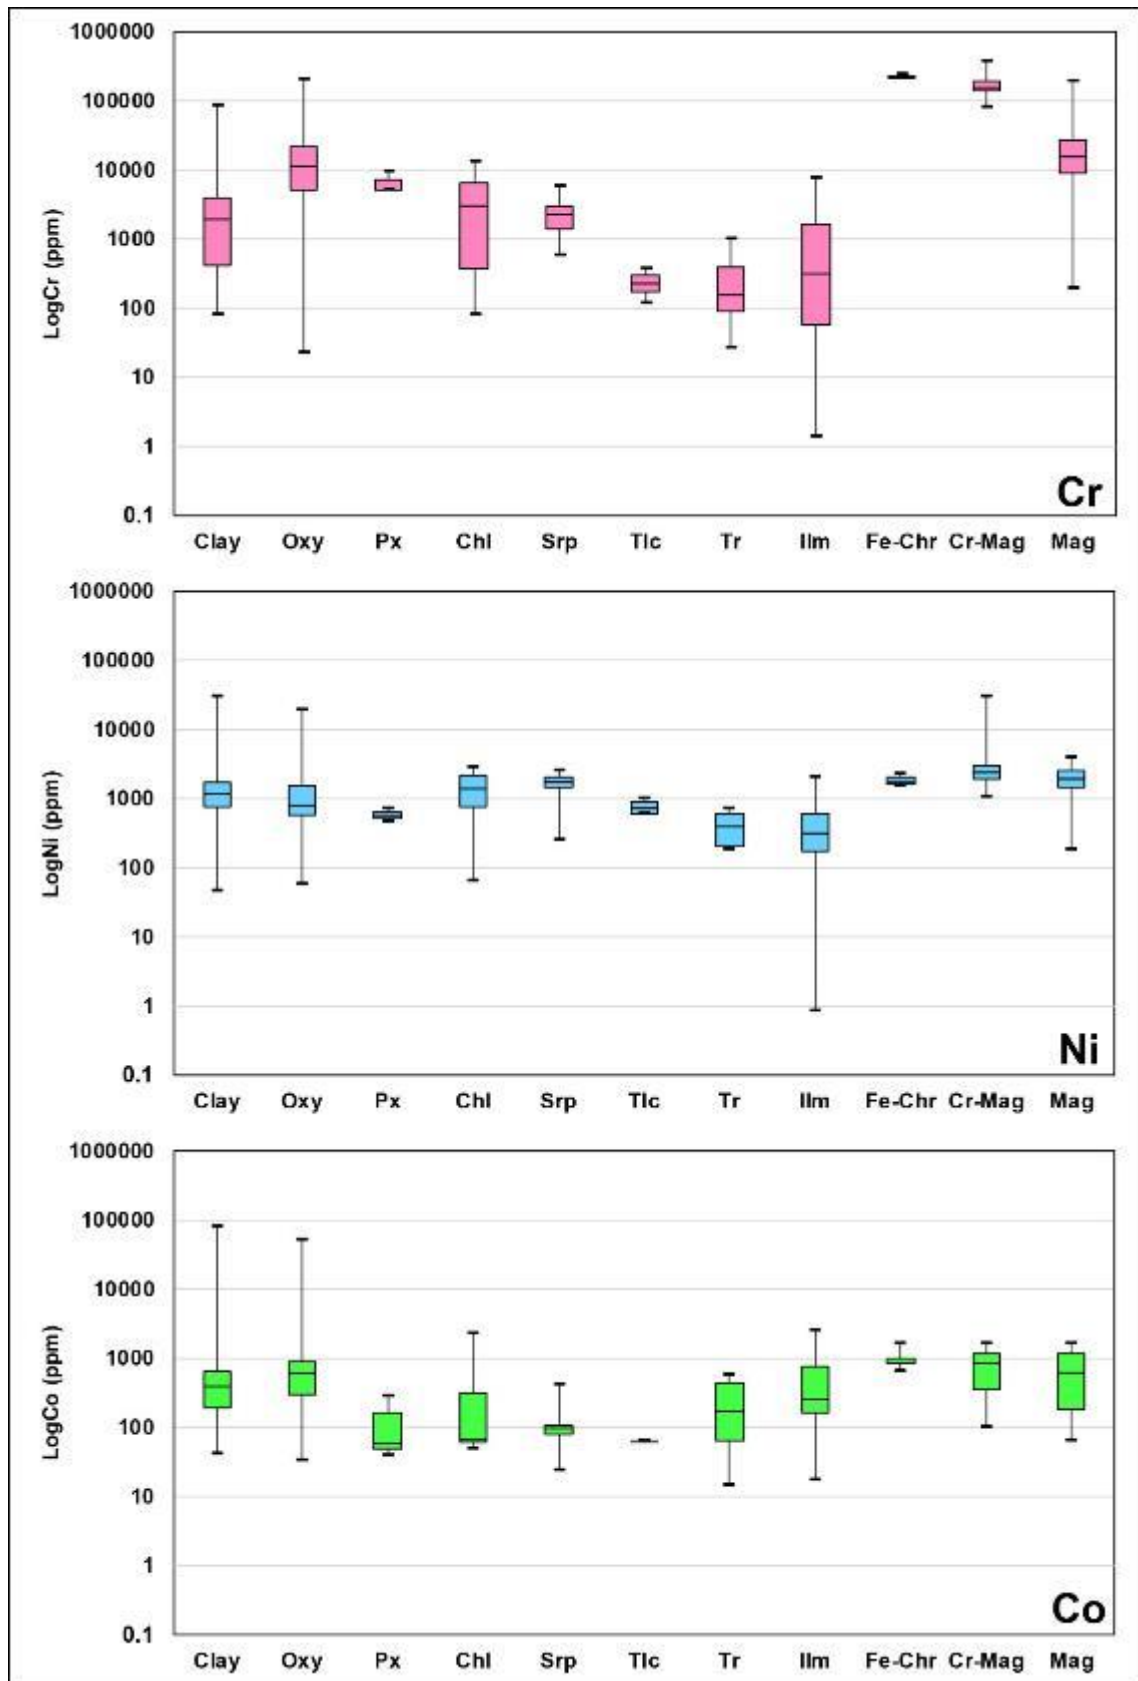 1000000
100000
10000
1000
100
10
1
0.1
LogCr (ppm)
Cr
Clay Oxy Px Chl Srp Tlc Tr Ilm Fe-Chr Cr-Mag Mag
1000000
100000
10000
1000
100
10
1
0.1
LogNi (ppm)
Ni
Clay Oxy Px Chl Srp Tlc Tr Ilm Fe-Chr Cr-Mag Mag
1000000
100000
10000
1000
100
10
1
0.1
LogCo (ppm)
Co
Clay Oxy Px Chl Srp Tlc Tr Ilm Fe-Chr Cr-Mag Mag